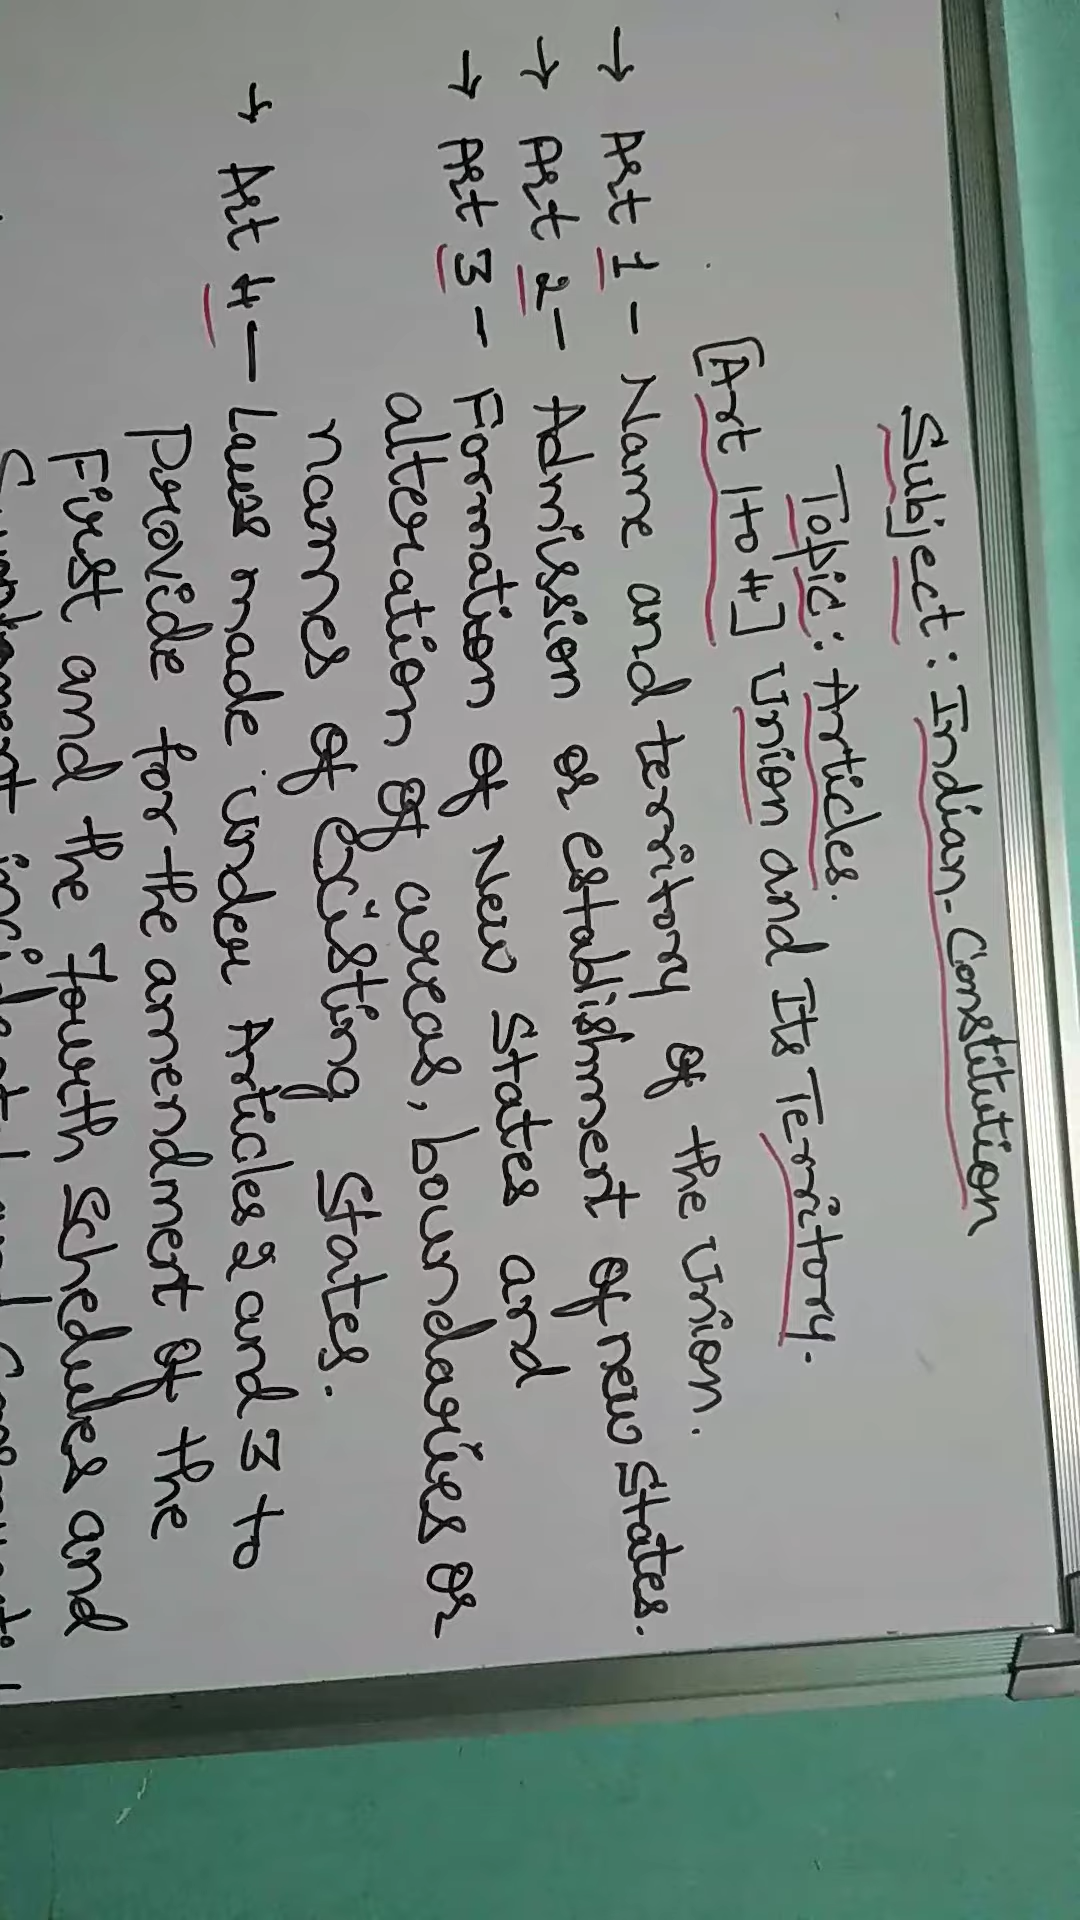 Subject: Indian-Constitution
Topic: Articles.
[Art 1 to 4] Union and Its Territory.
→ Art 1 - Name and territory of the Union.
→ Art 2 - Admission or establishment of new States.
→ Art 3 - Formation of New States and
alteration of areas, boundaries or
names of Existing States.
→ Art 4 - Laws made under Articles 2 and 3 to
Provide for the amendment of the
First and the Fourth Schedules and